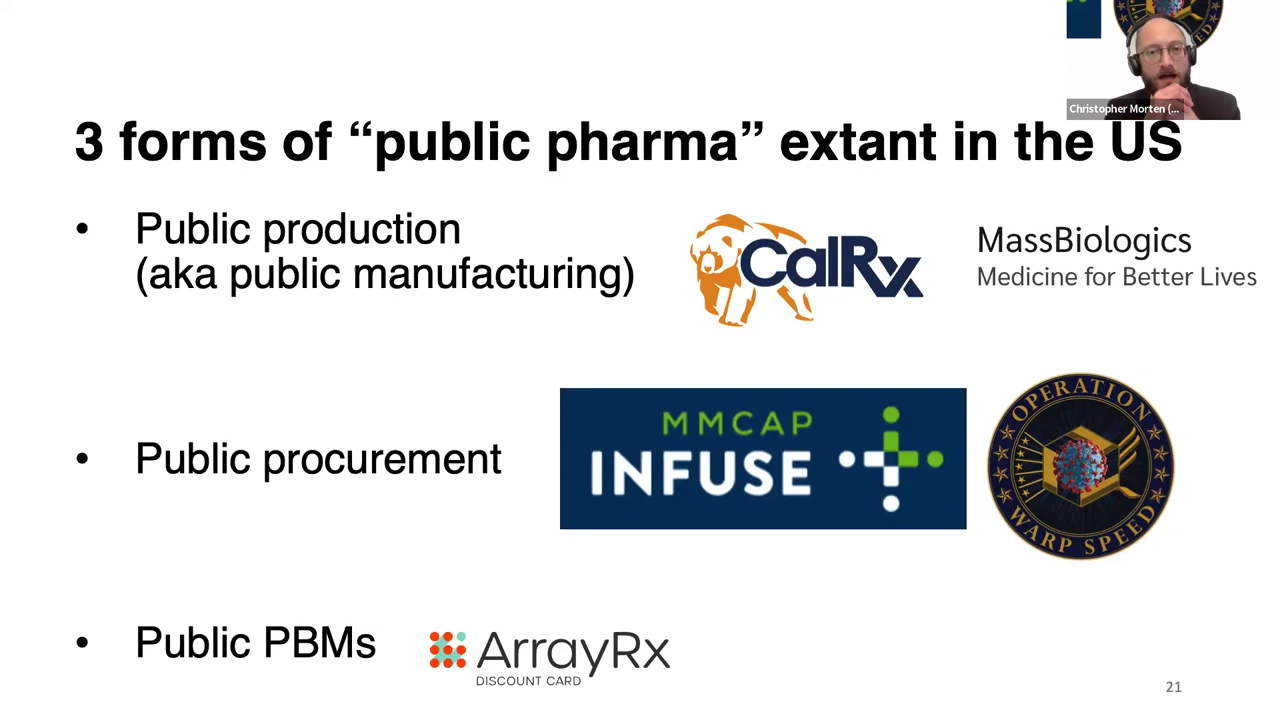 Christopher Morten (...
3 forms of “public pharma” extant in the US
• Public production
(aka public manufacturing)
CalRx
MassBiologics
Medicine for Better Lives
• Public procurement
MMCAP
INFUSE
OPERATION
WARP SPEED
• Public PBMs
ArrayRx
DISCOUNT CARD
21